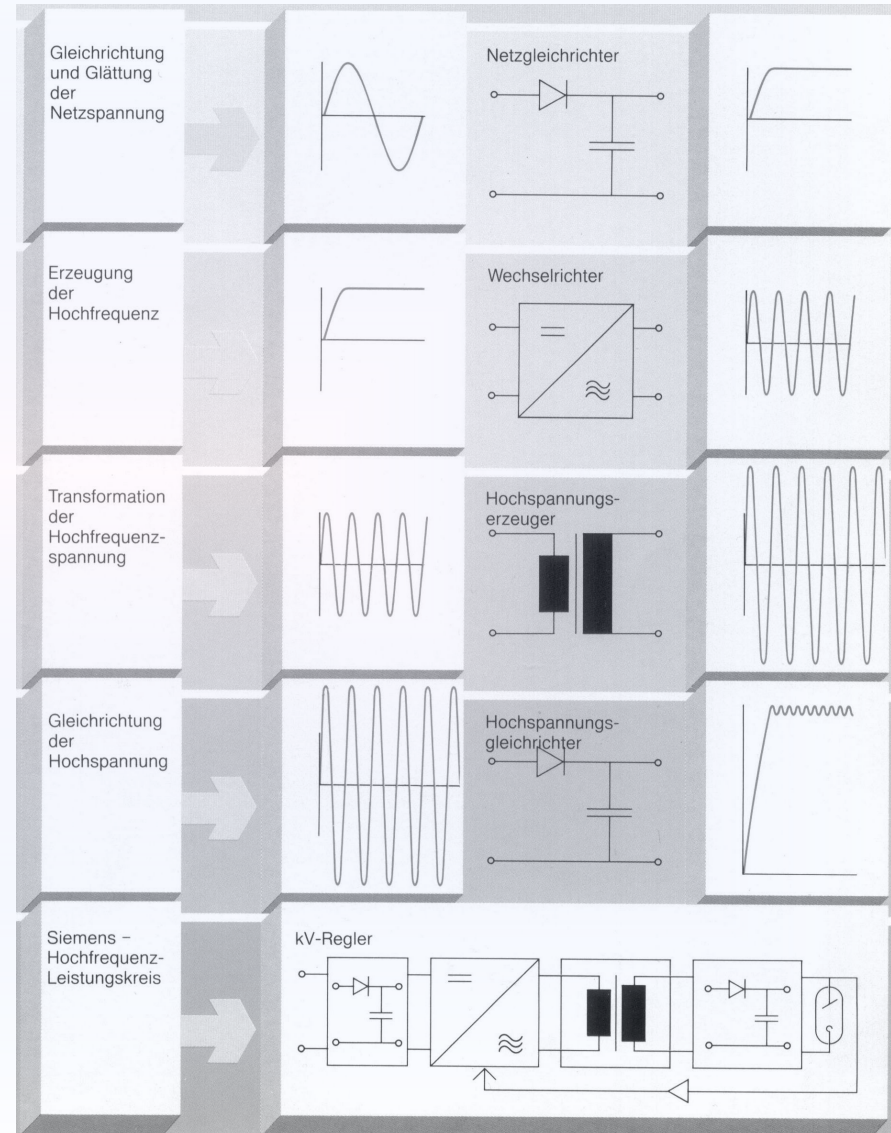 Gleichrichtung
und Glättung
der
Netzspannung
Netzgleichrichter
Erzeugung
der
Hochfrequenz
Wechselrichter
Transformation
der
Hochfrequenz-
spannung
Hochspannungs-
erzeuger
Gleichrichtung
der
Hochspannung
Hochspannungs-
gleichrichter
Siemens –
Hochfrequenz-
Leistungskreis
kV-Regler